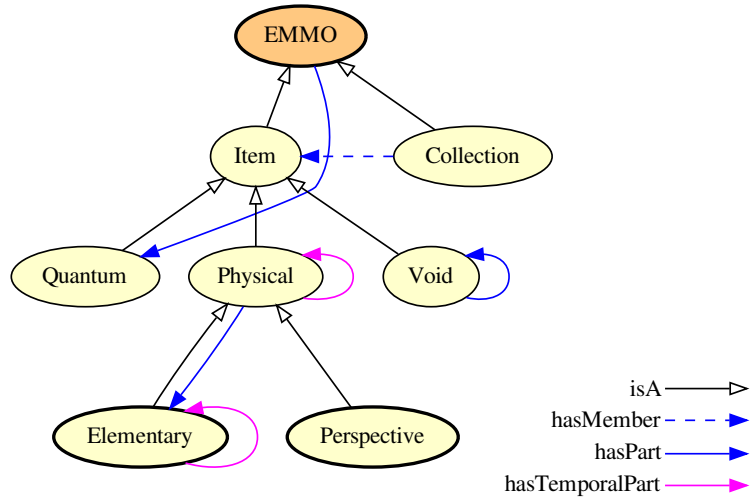 EMMO
Item
Collection
Quantum
Physical
Void
Elementary
Perspective
isA
hasMember
hasPart
hasTemporalPart